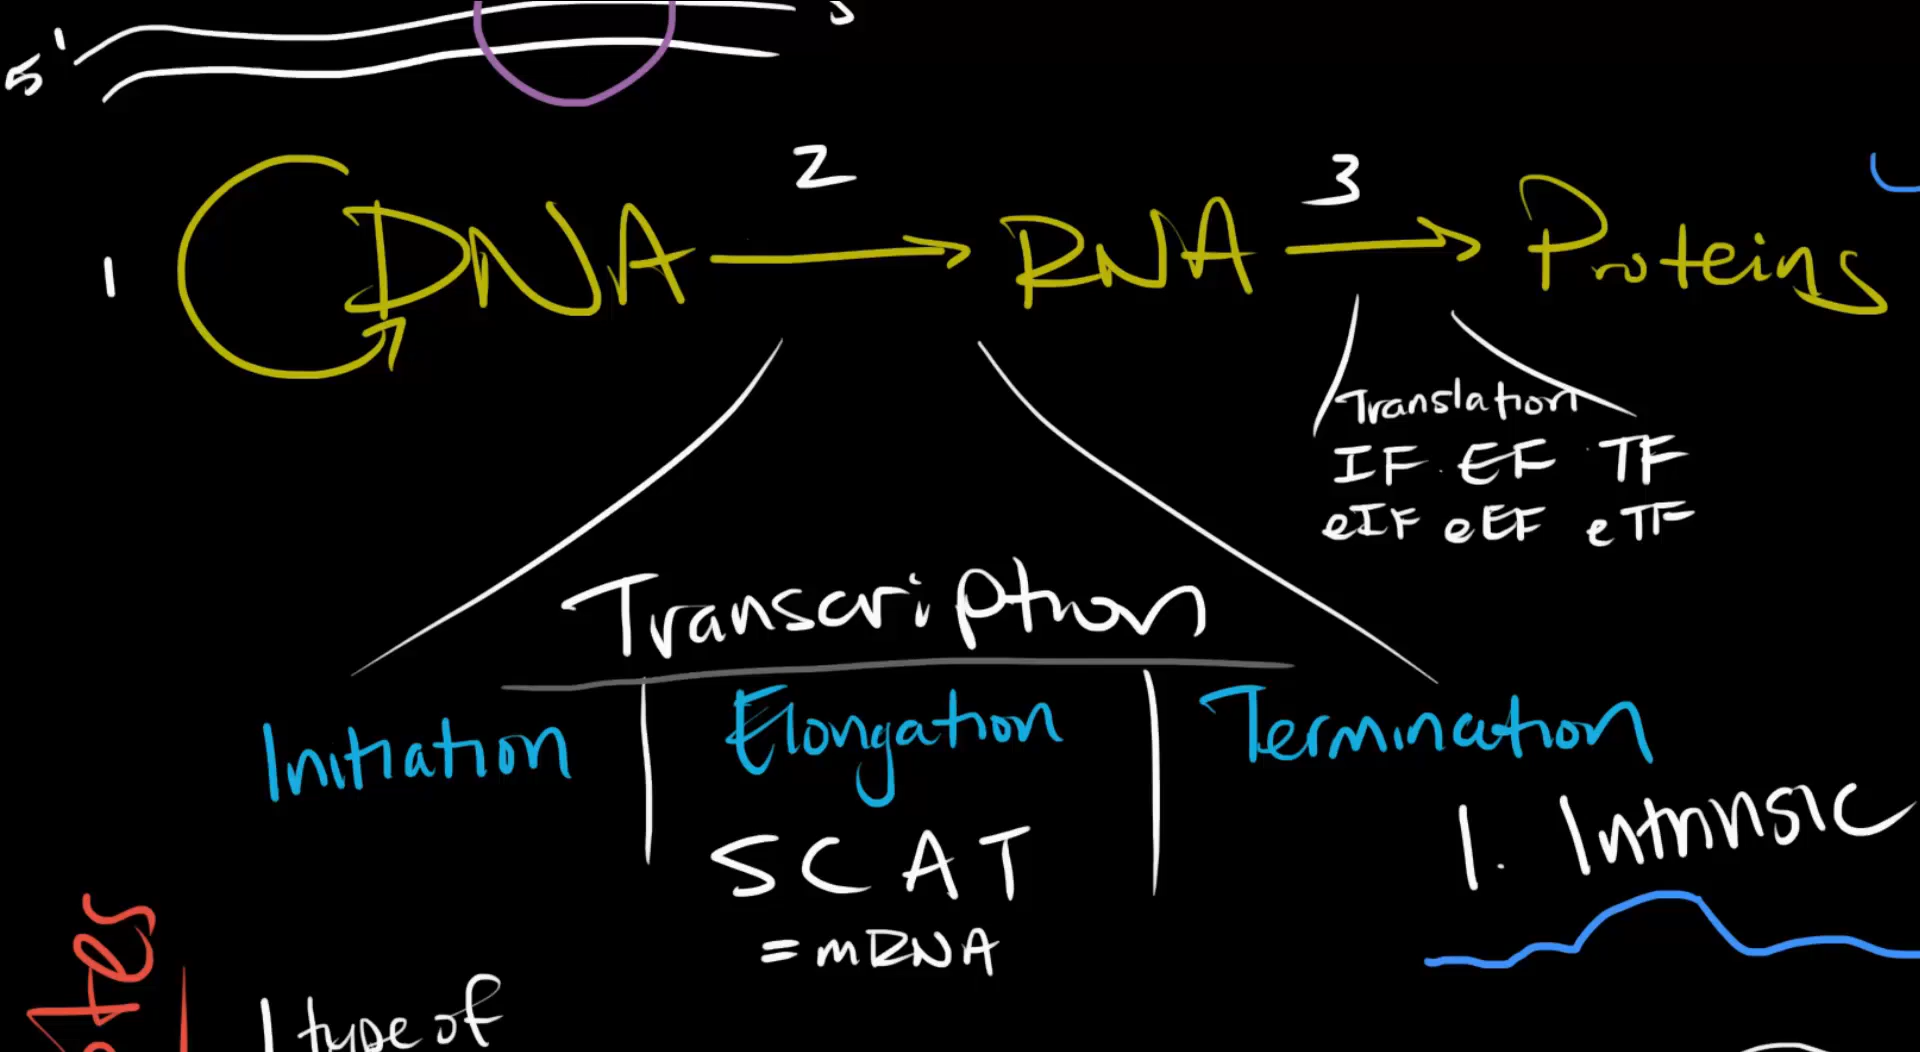 5'
2 3
1 DNA → RNA → Proteins
Translation
IF EF TF
eIF eEF eTF
Transcription
Initiation Elongation Termination
1. Intrinsic
SCAT
= mRNA
1 type of